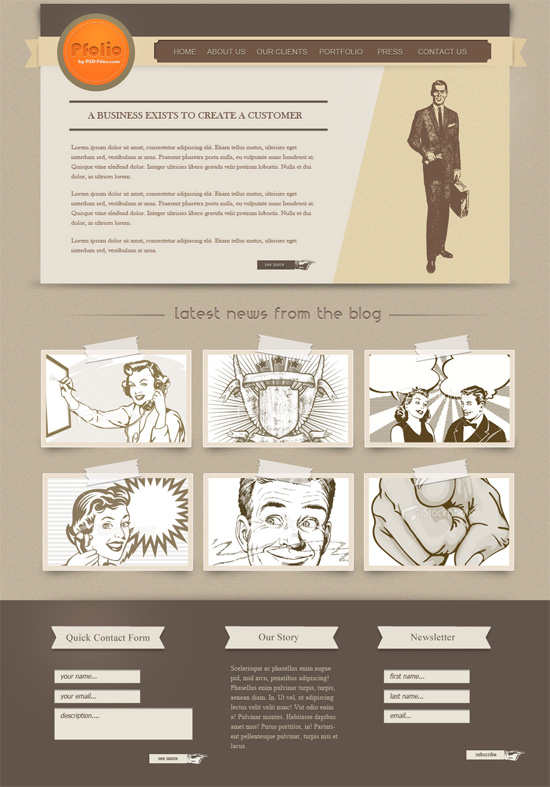 Pfolio
by PSD-Files.com
HOME ABOUT US OUR CLIENTS PORTFOLIO PRESS CONTACT US
A BUSINESS EXISTS TO CREATE A CUSTOMER
Lorem ipsum dolor sit amet, consectetur adipiscing elit. Etiam tellus metus, ultricies eget
interdum sed, vestibulum at urna. Praesent pharetra porta nulla, eu vulputate nunc hendrerit et.
Quisque vitae eleifend dolor. Integer ultricies libero gravida velit pretium convallis. Nulla et dui
dolor, in ultrices lorem.
Lorem ipsum dolor sit amet, consectetur adipiscing elit. Etiam tellus metus, ultricies eget
interdum sed, vestibulum at urna. Praesent pharetra porta nulla, eu vulputate nunc hendrerit et.
Quisque vitae eleifend dolor. Integer ultricies libero gravida velit pretium convallis. Nulla et dui
dolor, in ultrices lorem.
Lorem ipsum dolor sit amet, consectetur adipiscing elit. Etiam tellus metus, ultricies eget
interdum sed, vestibulum at urna.
see more
latest news from the blog
Quick Contact Form
your name...
your email...
description....
see more
Our Story
Scelerisque ac phasellus enim augue
pid, mid arcu, penatibus adipiscing!
Phasellus enim pulvinar turpis, turpis,
aenean diam. In. Ut vel, ut adipiscing
lectus velit velit nunc! Vut odio enim
a! Pulvinar montes. Habitasse dapibus
amet mus! Purus porttitor, in! Parturi-
ent pellentesque pulvinar, turpis nisi et
lacus.
Newsletter
first name...
last name...
email...
subscribe